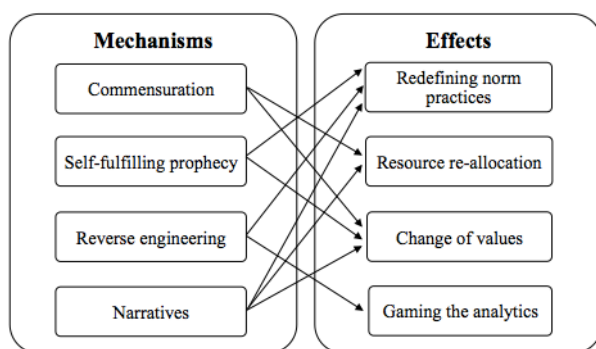 Mechanisms
Commensuration
Self-fulfilling prophecy
Reverse engineering
Narratives
Effects
Redefining norm
practices
Resource re-allocation
Change of values
Gaming the analytics